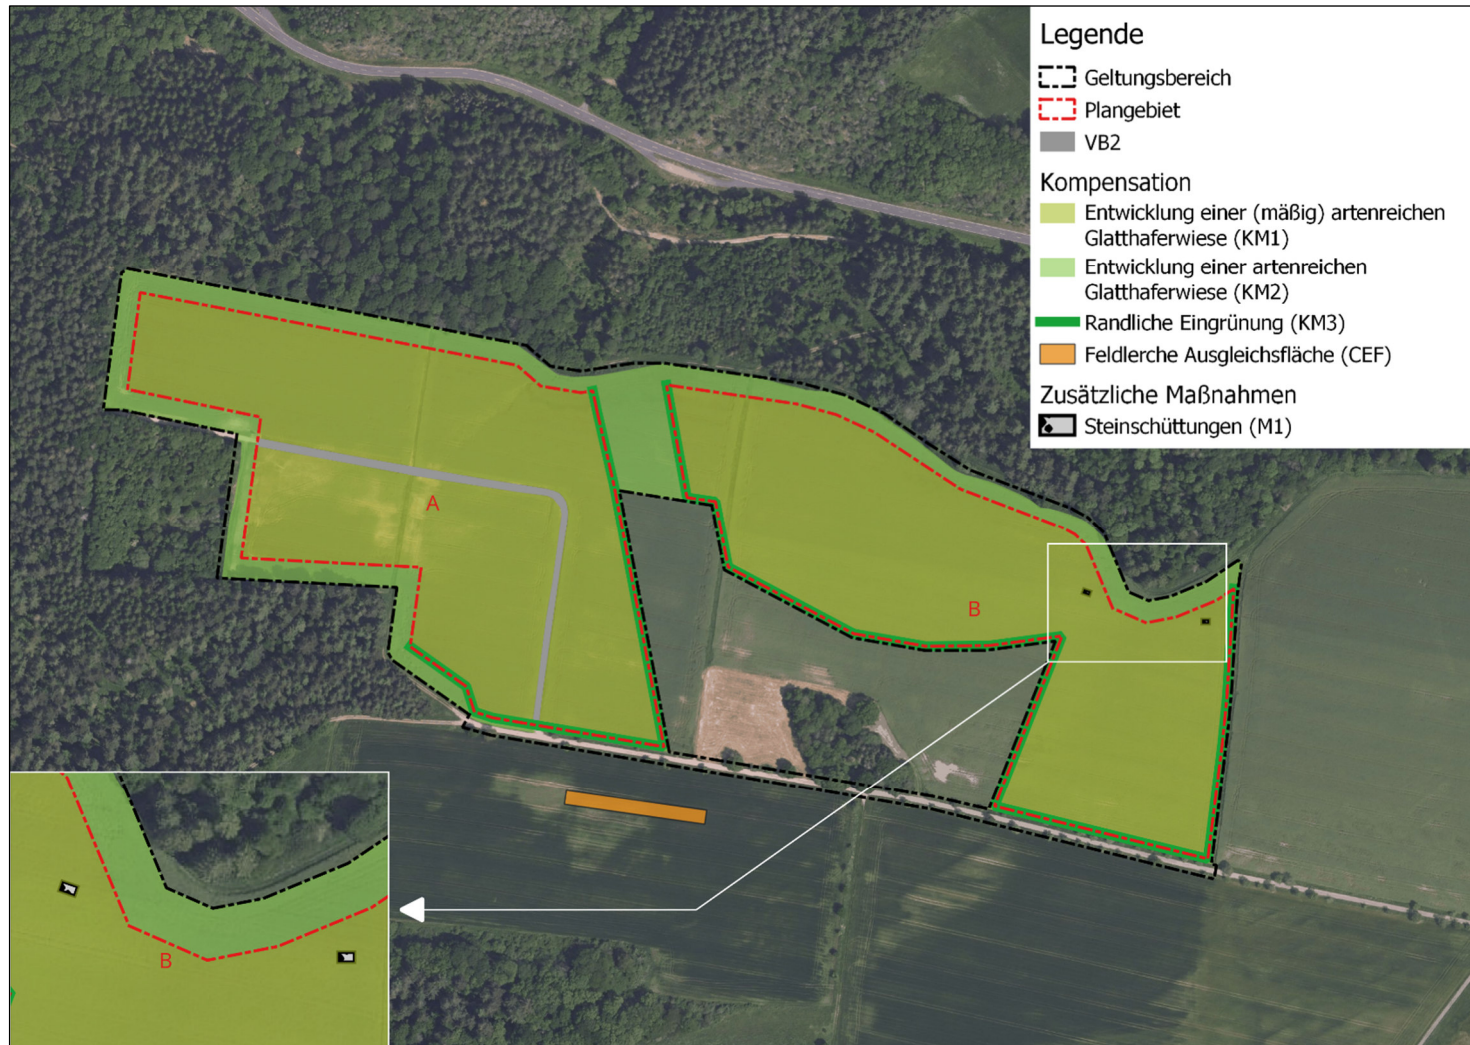 Legende
Geltungsbereich
Plangebiet
VB2
Kompensation
Entwicklung einer (mäßig) artenreichen
Glatthaferwiese (KM1)
Entwicklung einer artenreichen
Glatthaferwiese (KM2)
Randliche Eingrünung (KM3)
Feldlerche Ausgleichsfläche (CEF)
Zusätzliche Maßnahmen
Steinschüttungen (M1)
A
B
B